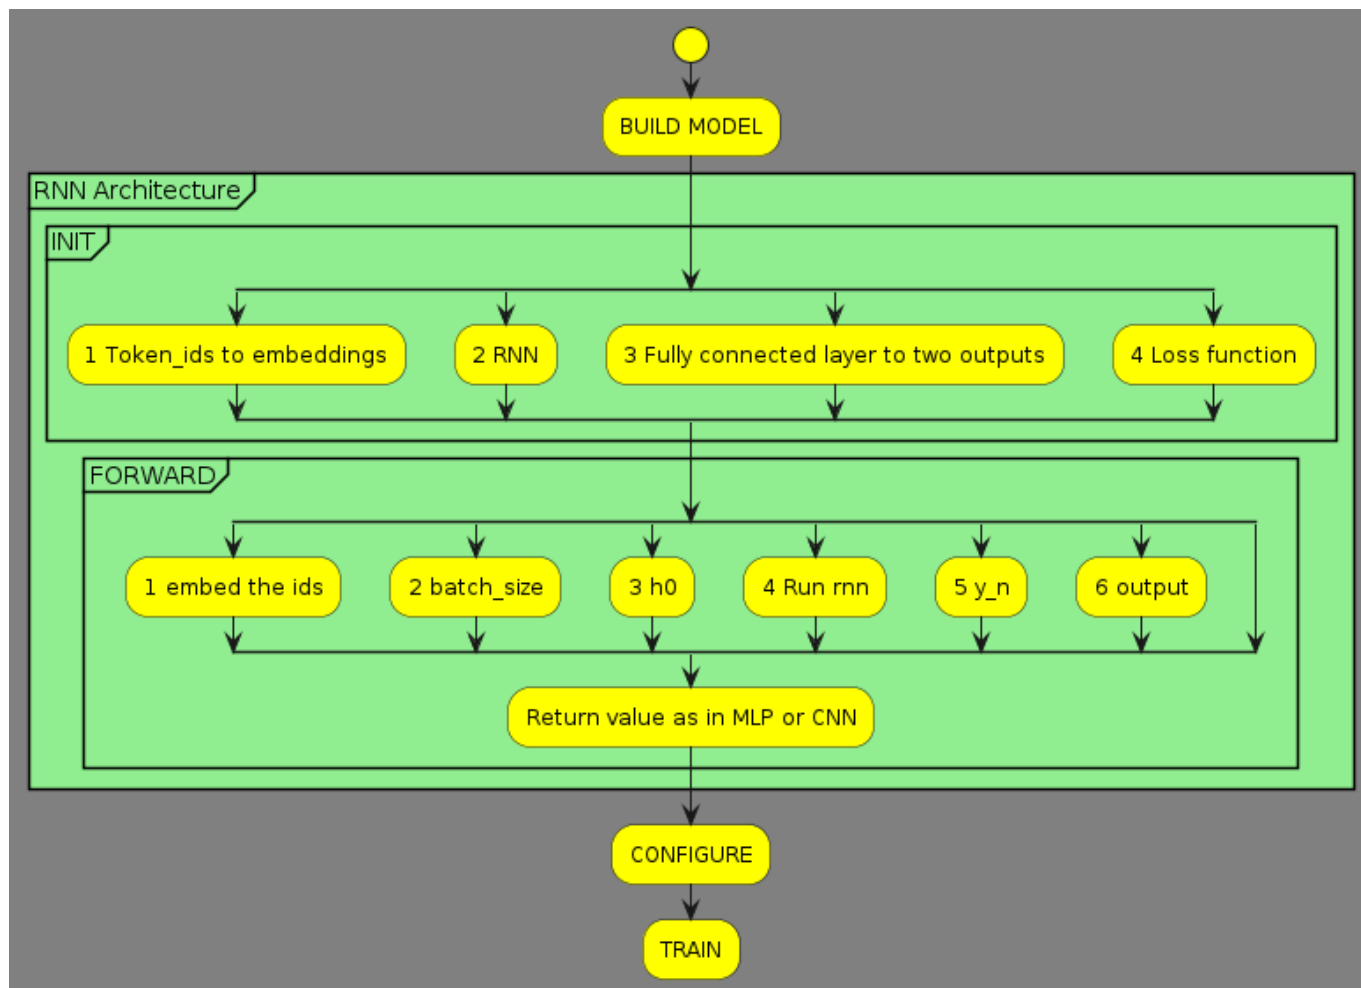 BUILD MODEL
RNN Architecture
INIT
1 Token_ids to embeddings
2 RNN
3 Fully connected layer to two outputs
4 Loss function
FORWARD
1 embed the ids
2 batch_size
3 h0
4 Run rnn
5 y_n
6 output
Return value as in MLP or CNN
CONFIGURE
TRAIN